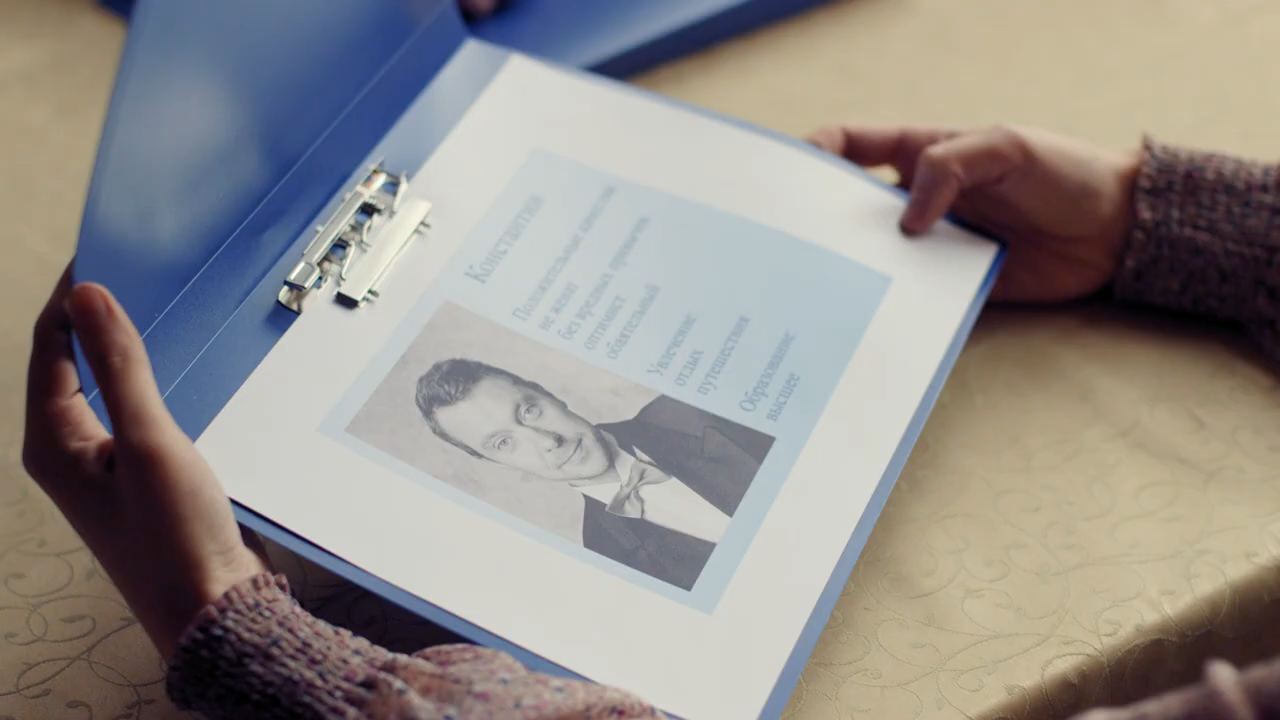 Константин
Положительные качества
не женат
без вредных привычек
оптимист
обаятельный
Увлечение
отдых
путешествия
Образование
высшее